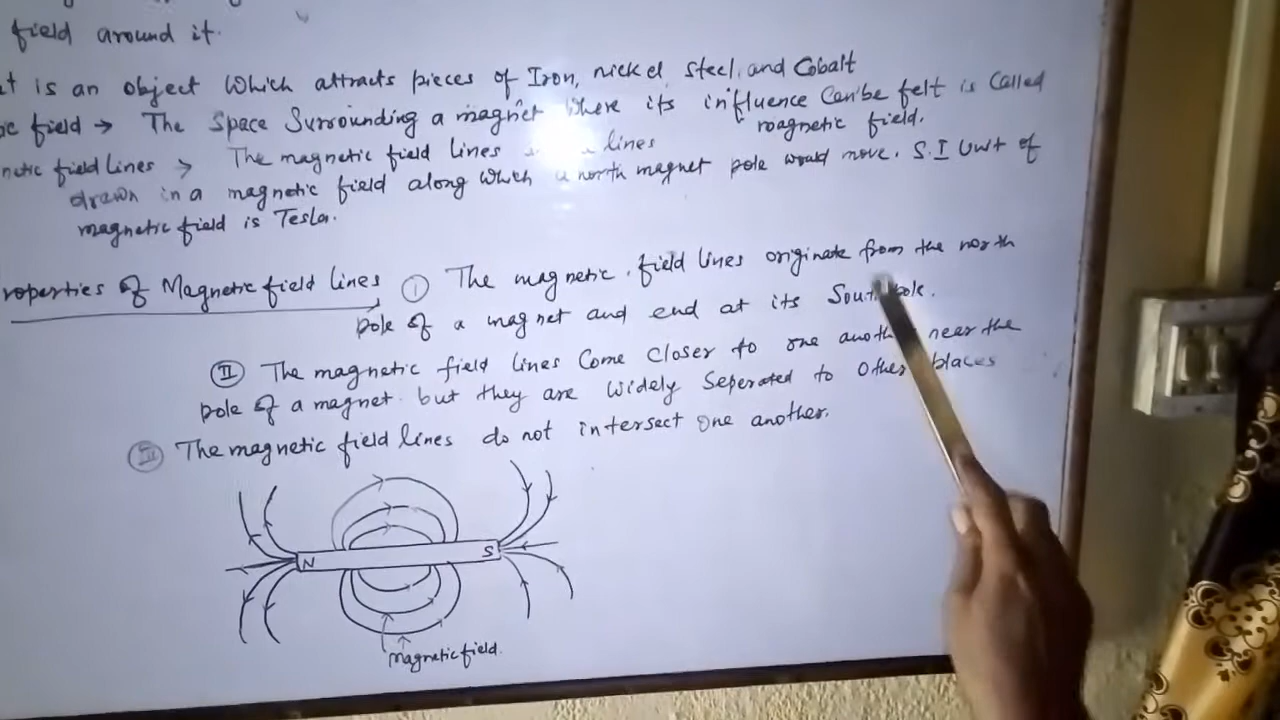 field around it.
t is an object which attracts pieces of Iron, nickel, steel, and Cobalt
ic field → The Space Surrounding a magnet where its influence Can be felt is Called
magnetic field.
netic field Lines → The magnetic field lines lines
drawn in a magnetic field along which a north magnet pole would move. S.I Unit of
magnetic field is Tesla.
roperties of Magnetic field lines (I) The magnetic field lines originate from the north
pole of a magnet and end at its South pole.
(II) The magnetic field lines Come closer to one another near the
pole of a magnet but they are widely Seperated to Other places
(III) The magnetic field lines do not intersect one another.
N S
Magnetic field.